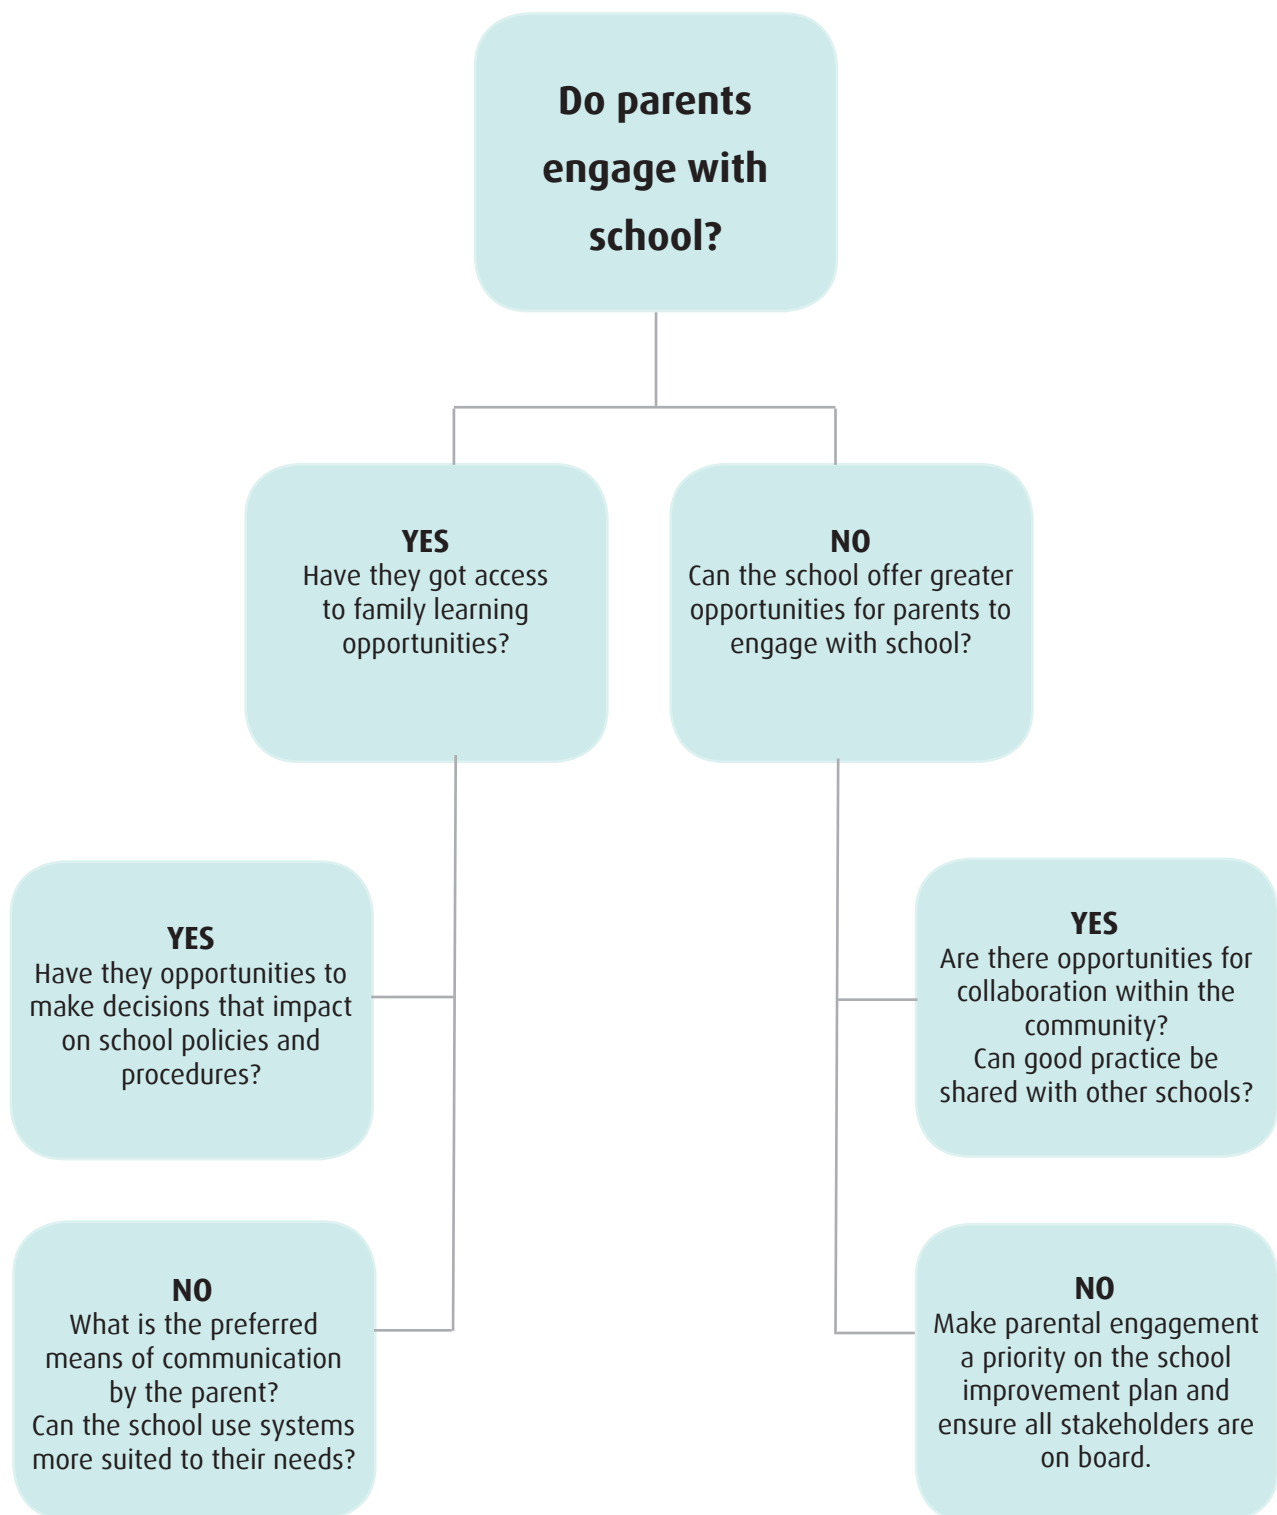 Do parents
engage with
school?
YES
Have they got access
to family learning
opportunities?
NO
Can the school offer greater
opportunities for parents to
engage with school?
YES
Have they opportunities to
make decisions that impact
on school policies and
procedures?
YES
Are there opportunities for
collaboration within the
community?
Can good practice be
shared with other schools?
NO
What is the preferred
means of communication
by the parent?
Can the school use systems
more suited to their needs?
NO
Make parental engagement
a priority on the school
improvement plan and
ensure all stakeholders are
on board.